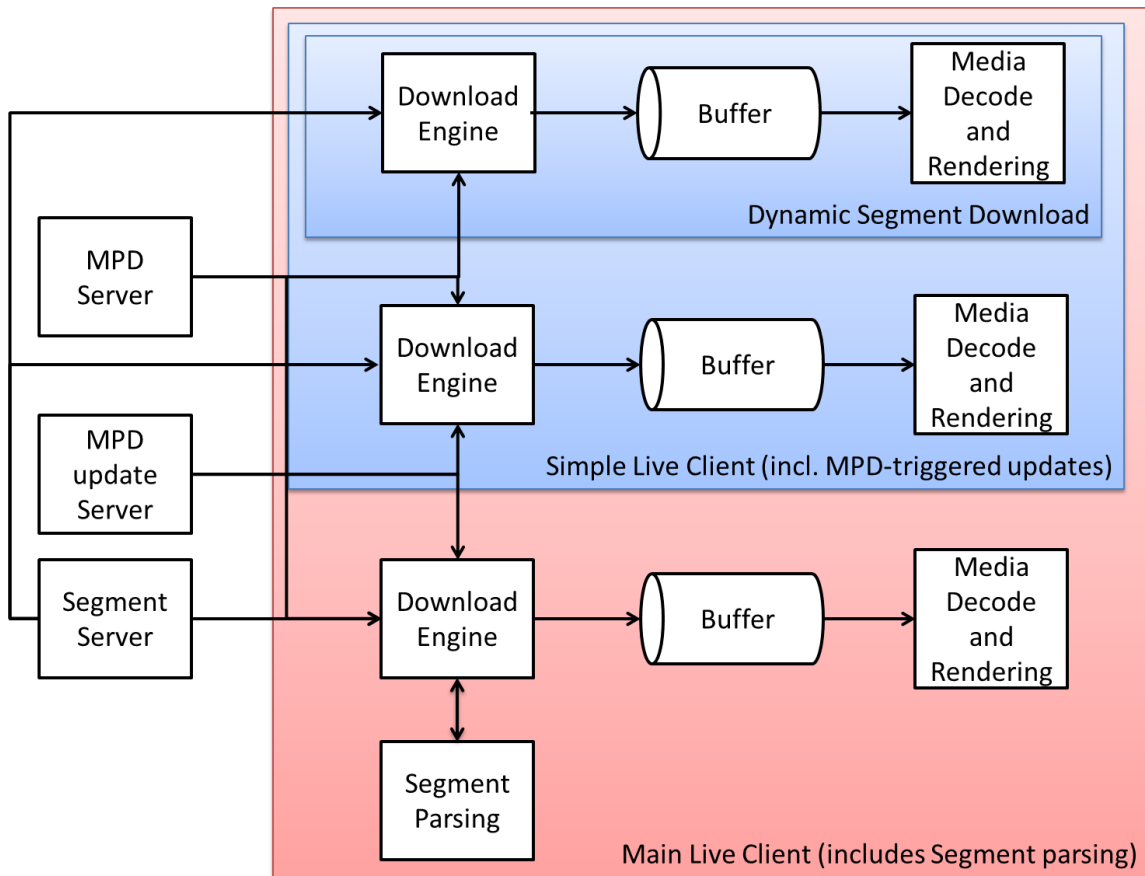 Download
Engine
Buffer
Media
Decode
and
Rendering
Dynamic Segment Download
MPD
Server
Download
Engine
Buffer
Media
Decode
and
Rendering
MPD
update
Server
Simple Live Client (incl. MPD-triggered updates)
Segment
Server
Download
Engine
Buffer
Media
Decode
and
Rendering
Segment
Parsing
Main Live Client (includes Segment parsing)